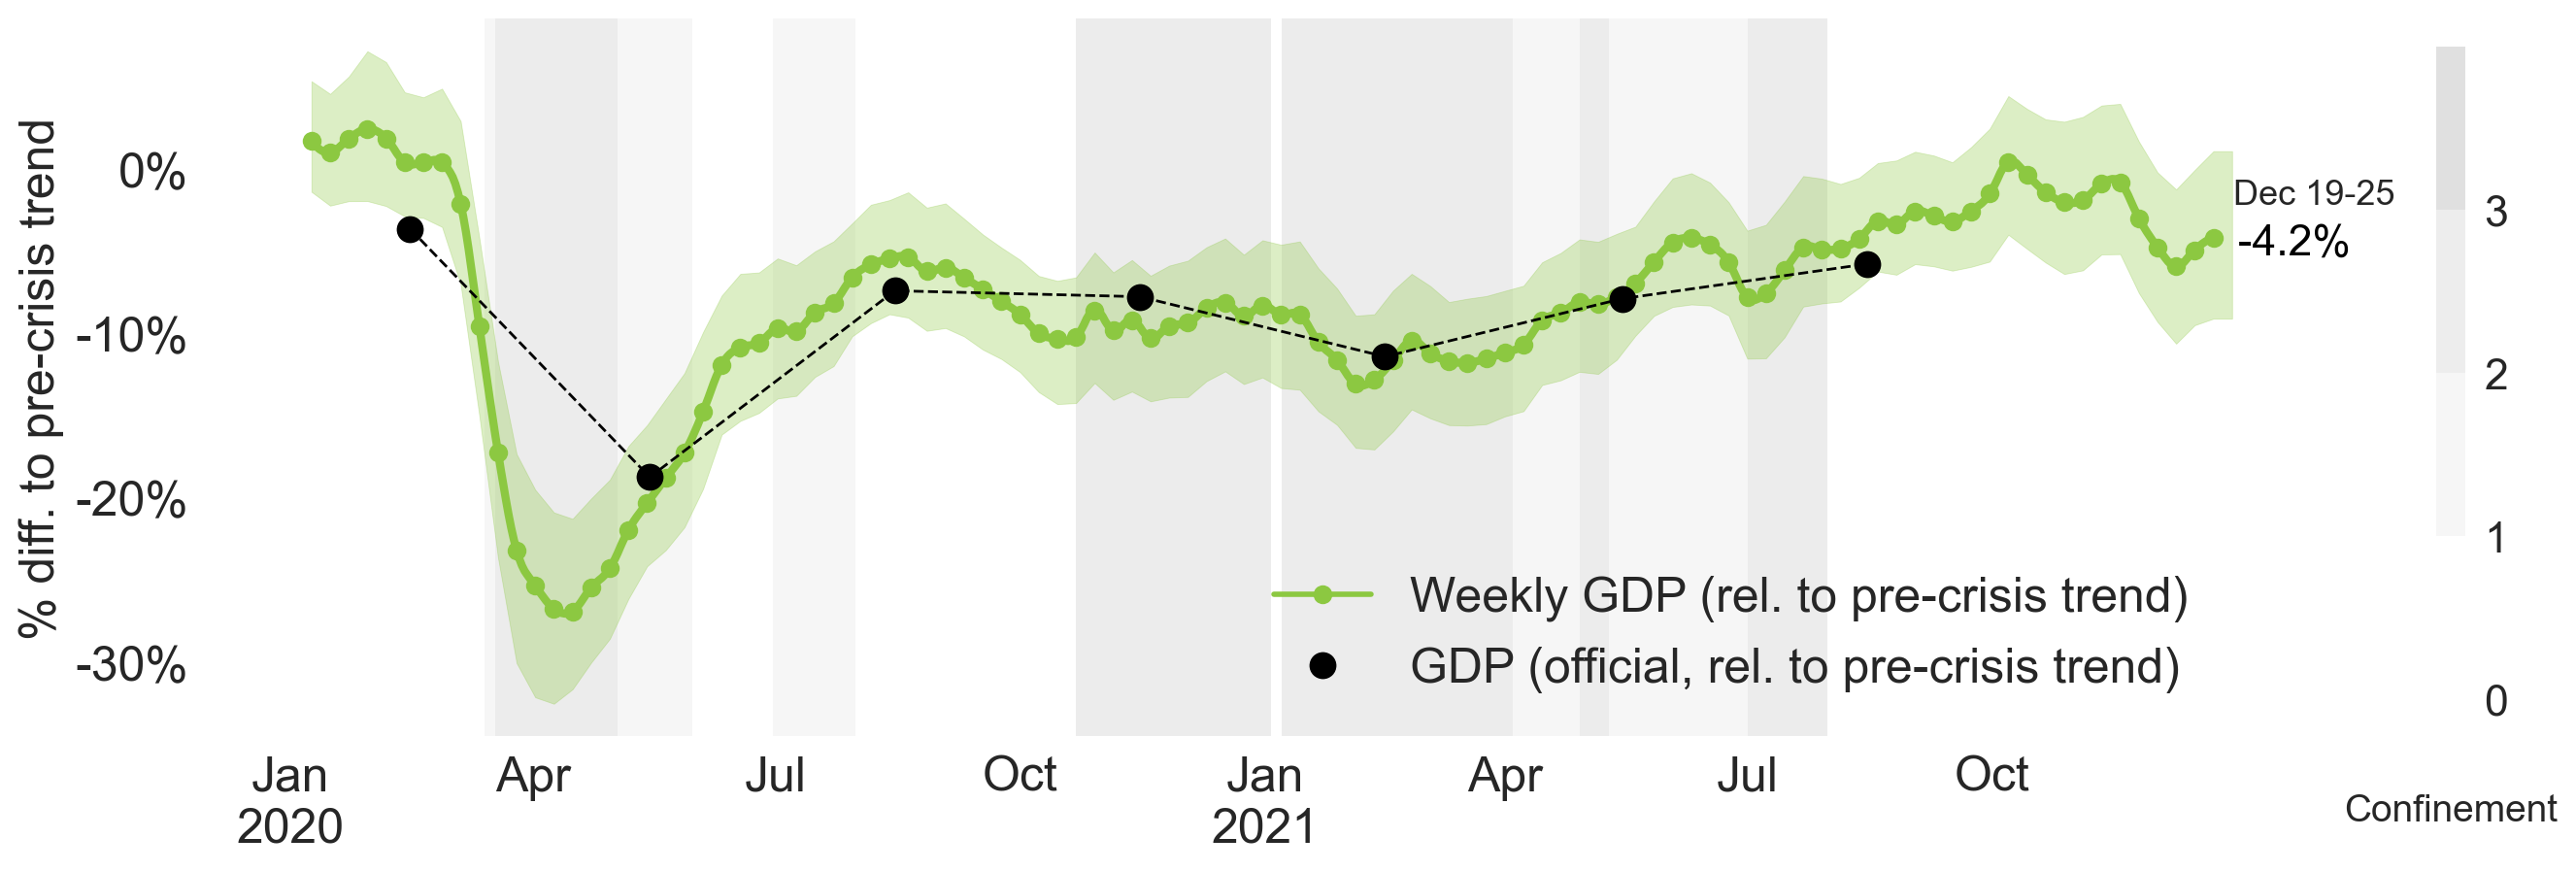 % diff. to pre-crisis trend
0%
-10%
-20%
-30%
Jan
2020
Apr
Jul
Oct
Jan
2021
Apr
Jul
Oct
Dec 19-25
-4.2%
Weekly GDP (rel. to pre-crisis trend)
GDP (official, rel. to pre-crisis trend)
3
2
1
0
Confinement